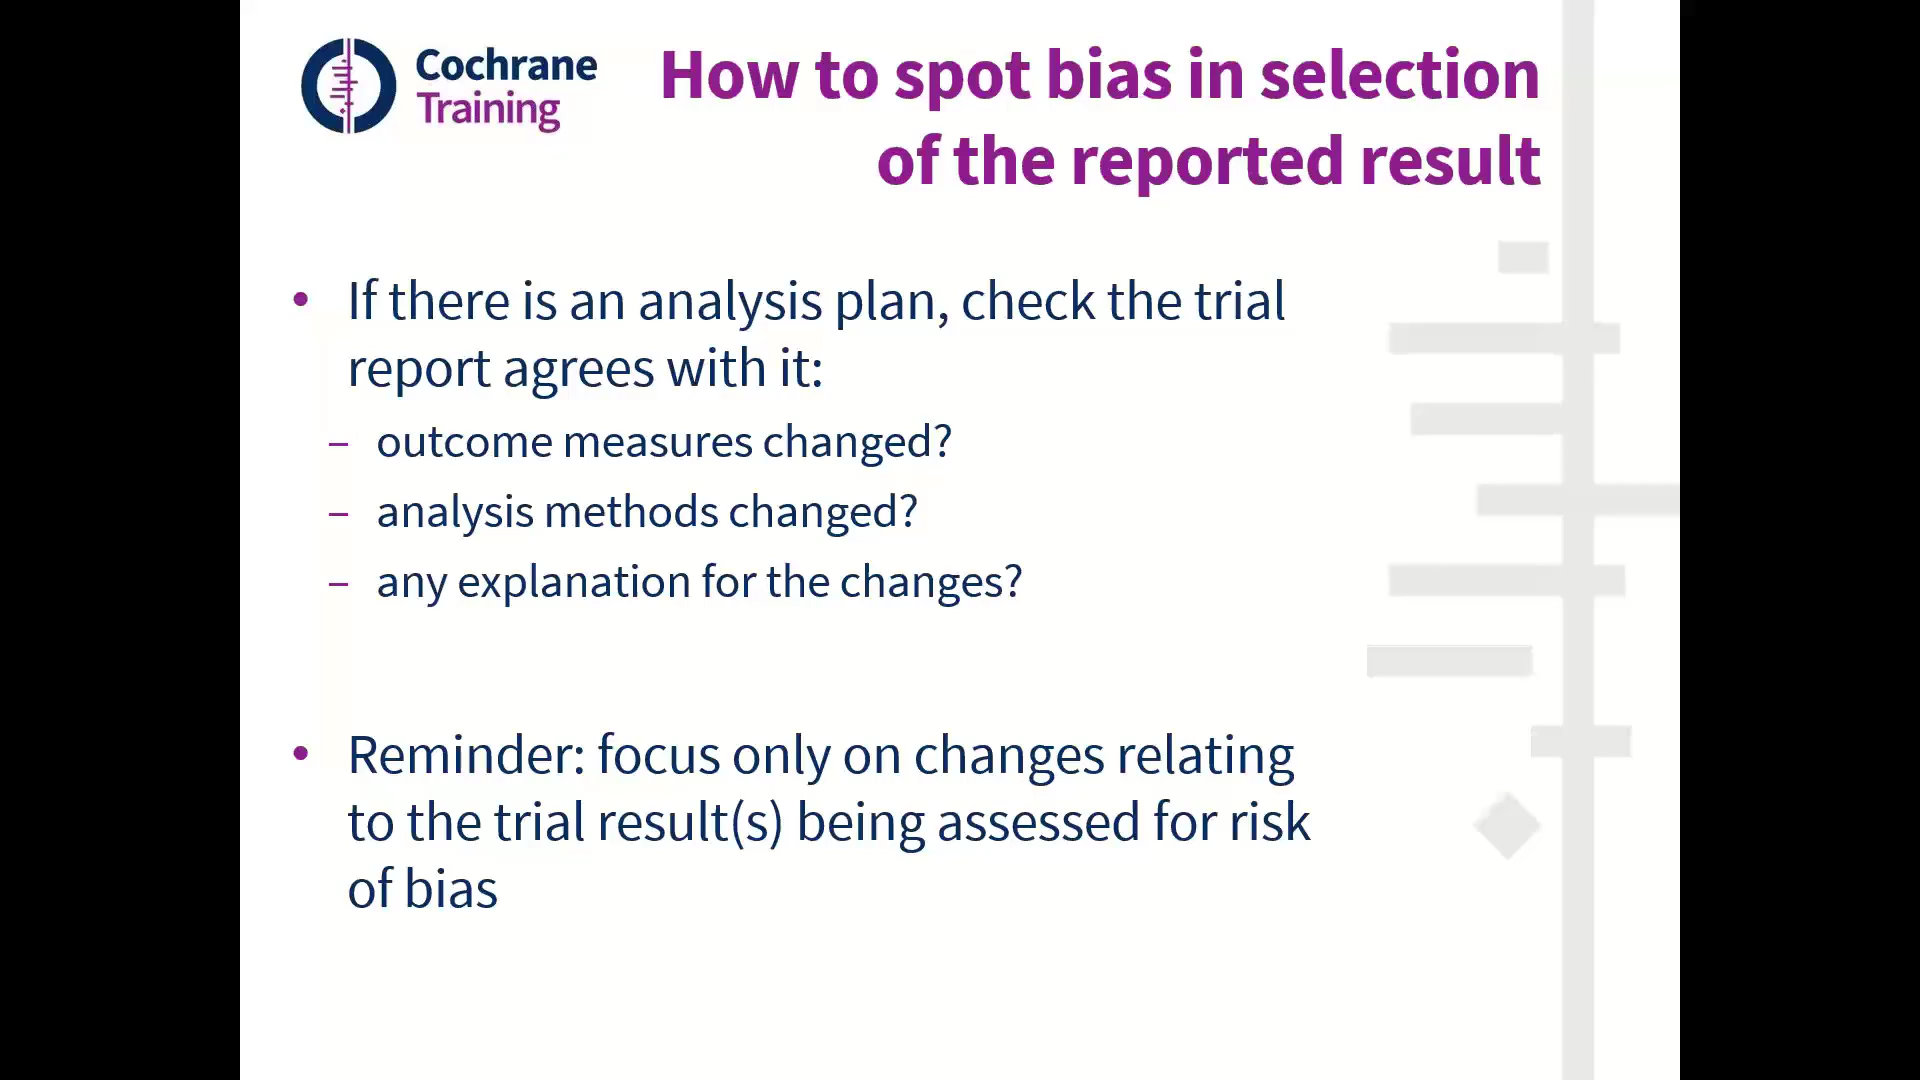 Cochrane
Training
How to spot bias in selection
of the reported result
• If there is an analysis plan, check the trial
report agrees with it:
– outcome measures changed?
– analysis methods changed?
– any explanation for the changes?
• Reminder: focus only on changes relating
to the trial result(s) being assessed for risk
of bias